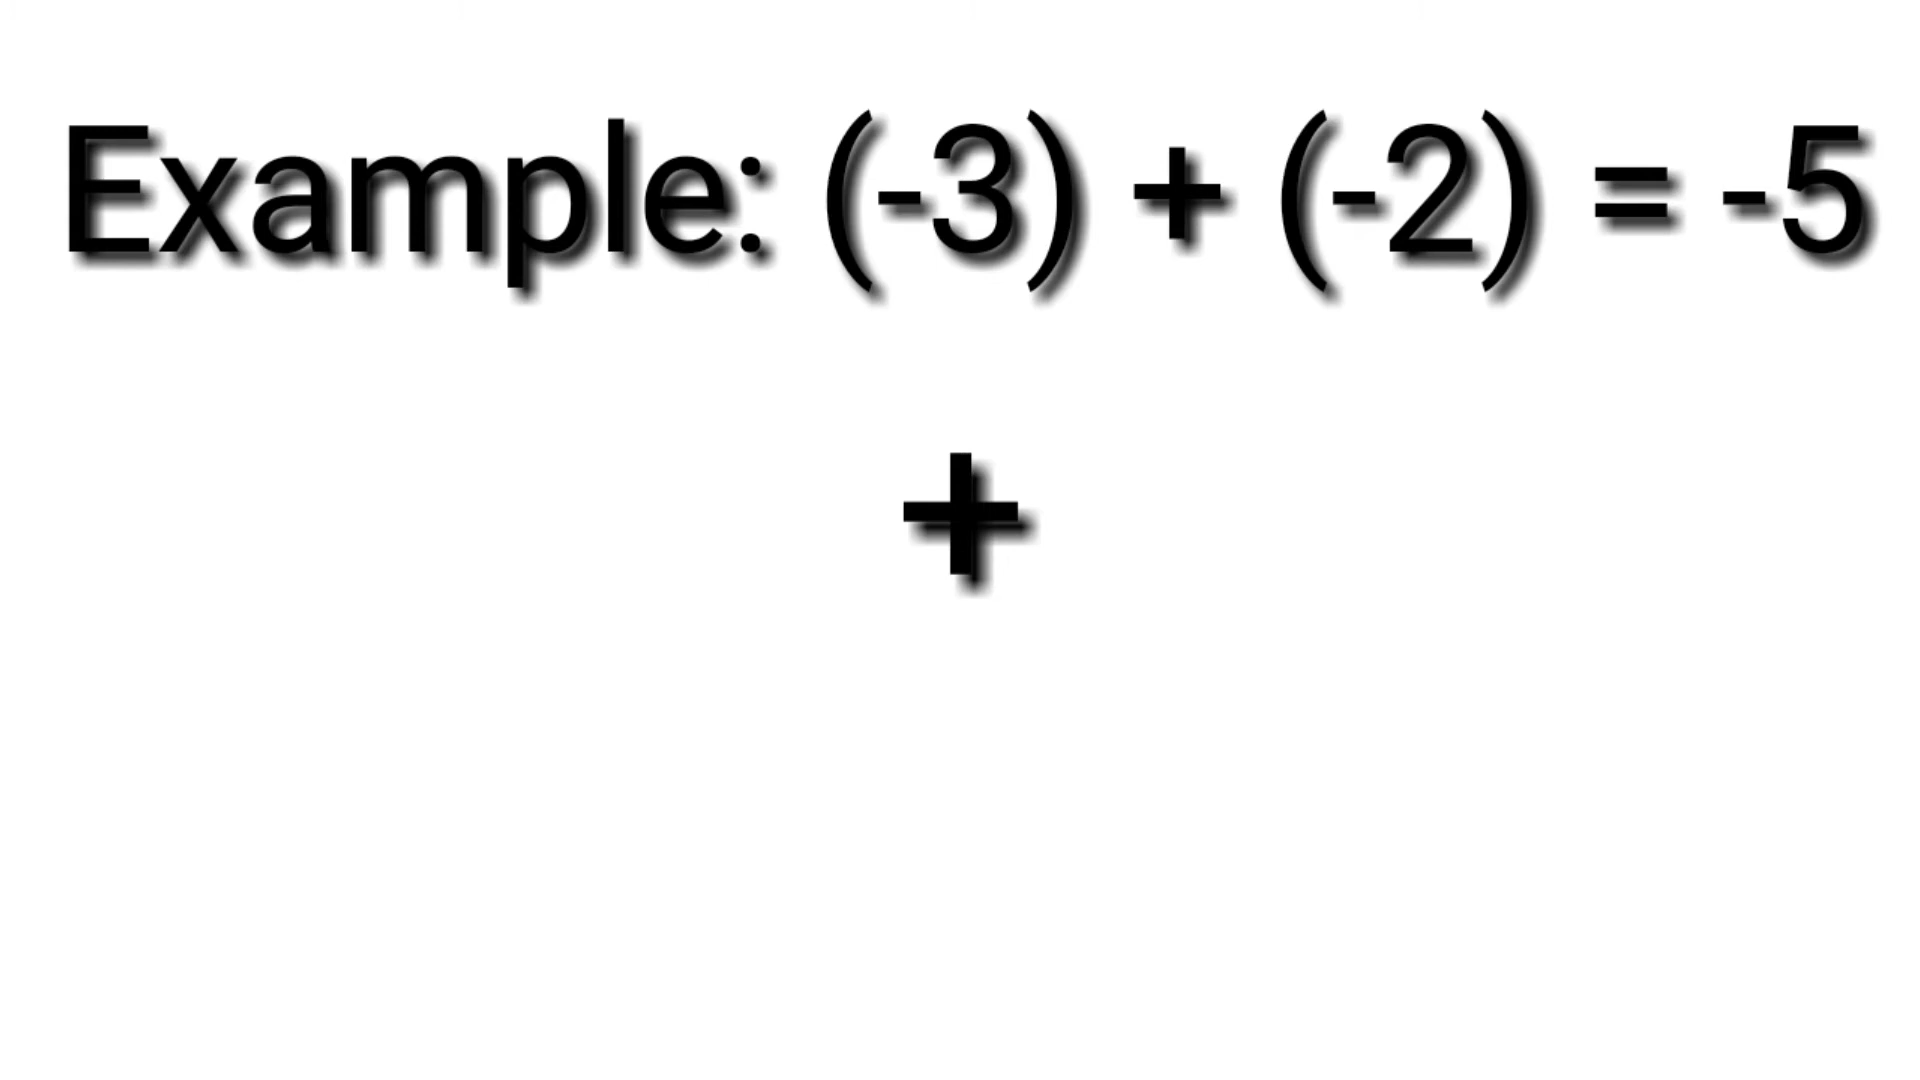 Example: (-3) + (-2) = -5
+